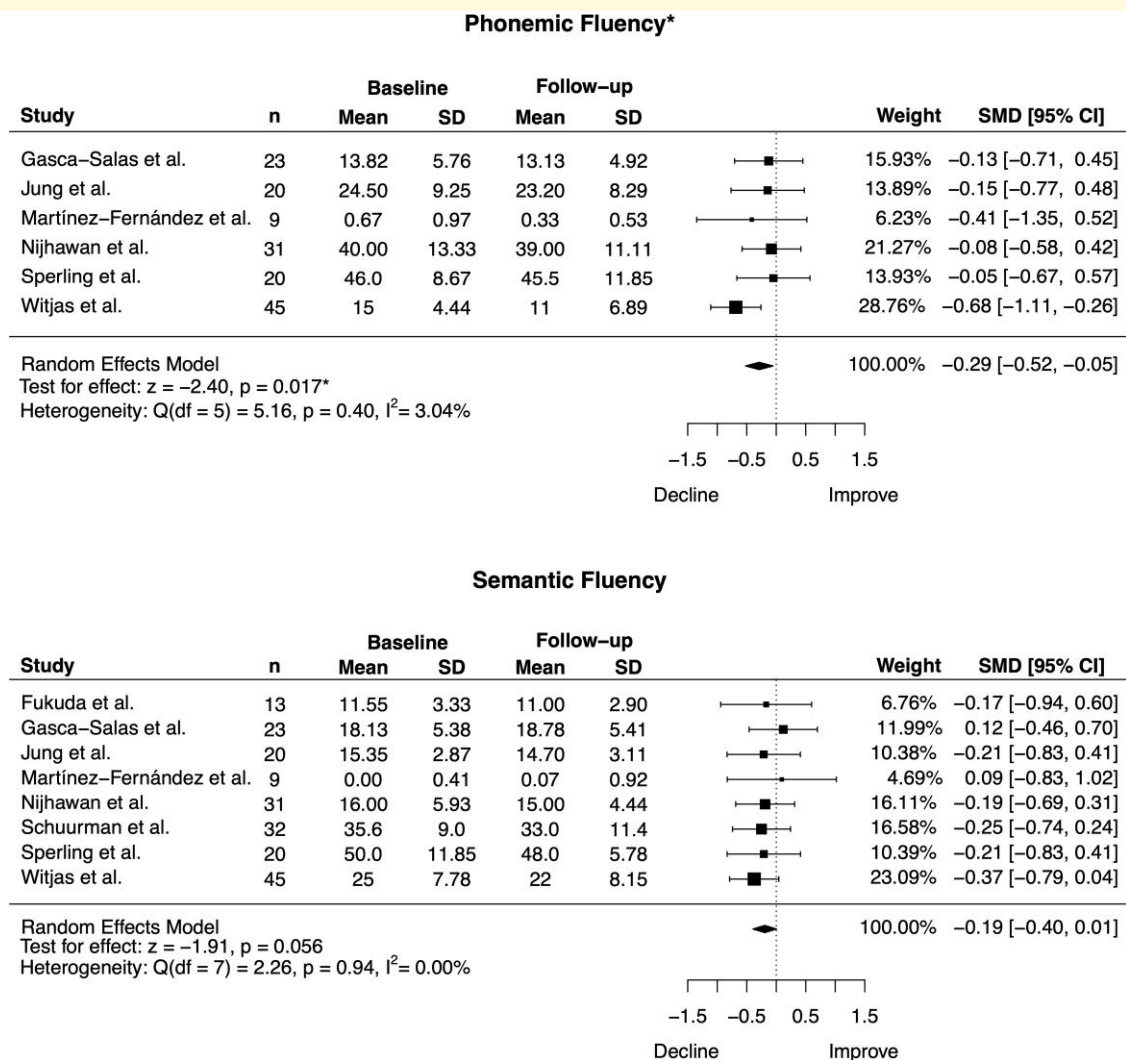 Phonemic Fluency*
Baseline Follow−up
Study n Mean SD Mean SD Weight SMD [95% CI]
Gasca−Salas et al. 23 13.82 5.76 13.13 4.92 15.93% −0.13 [−0.71, 0.45]
Jung et al. 20 24.50 9.25 23.20 8.29 13.89% −0.15 [−0.77, 0.48]
Martínez−Fernández et al. 9 0.67 0.97 0.33 0.53 6.23% −0.41 [−1.35, 0.52]
Nijhawan et al. 31 40.00 13.33 39.00 11.11 21.27% −0.08 [−0.58, 0.42]
Sperling et al. 20 46.0 8.67 45.5 11.85 13.93% −0.05 [−0.67, 0.57]
Witjas et al. 45 15 4.44 11 6.89 28.76% −0.68 [−1.11, −0.26]
Random Effects Model 100.00% −0.29 [−0.52, −0.05]
Test for effect: z = −2.40, p = 0.017*
Heterogeneity: Q(df = 5) = 5.16, p = 0.40, I²= 3.04%
−1.5 −0.5 0.5 1.5
Decline Improve
Semantic Fluency
Baseline Follow−up
Study n Mean SD Mean SD Weight SMD [95% CI]
Fukuda et al. 13 11.55 3.33 11.00 2.90 6.76% −0.17 [−0.94, 0.60]
Gasca−Salas et al. 23 18.13 5.38 18.78 5.41 11.99% 0.12 [−0.46, 0.70]
Jung et al. 20 15.35 2.87 14.70 3.11 10.38% −0.21 [−0.83, 0.41]
Martínez−Fernández et al. 9 0.00 0.41 0.07 0.92 4.69% 0.09 [−0.83, 1.02]
Nijhawan et al. 31 16.00 5.93 15.00 4.44 16.11% −0.19 [−0.69, 0.31]
Schuurman et al. 32 35.6 9.0 33.0 11.4 16.58% −0.25 [−0.74, 0.24]
Sperling et al. 20 50.0 11.85 48.0 5.78 10.39% −0.21 [−0.83, 0.41]
Witjas et al. 45 25 7.78 22 8.15 23.09% −0.37 [−0.79, 0.04]
Random Effects Model 100.00% −0.19 [−0.40, 0.01]
Test for effect: z = −1.91, p = 0.056
Heterogeneity: Q(df = 7) = 2.26, p = 0.94, I²= 0.00%
−1.5 −0.5 0.5 1.5
Decline Improve